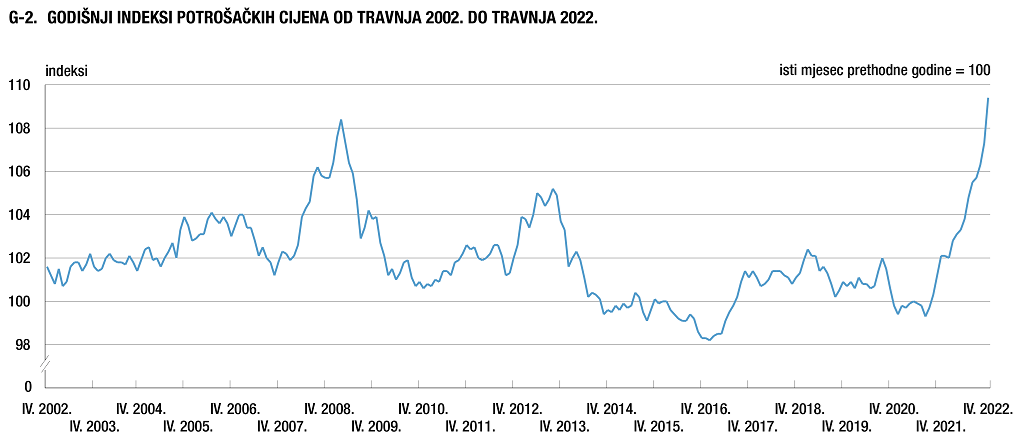 G-2. GODIŠNJI INDEKSI POTROŠAČKIH CIJENA OD TRAVNJA 2002. DO TRAVNJA 2022.
indeksi
isti mjesec prethodne godine = 100
110
108
106
104
102
100
98
0
IV. 2002. IV. 2004. IV. 2006. IV. 2008. IV. 2010. IV. 2012. IV. 2014. IV. 2016. IV. 2018. IV. 2020. IV. 2022.
IV. 2003. IV. 2005. IV. 2007. IV. 2009. IV. 2011. IV. 2013. IV. 2015. IV. 2017. IV. 2019. IV. 2021.